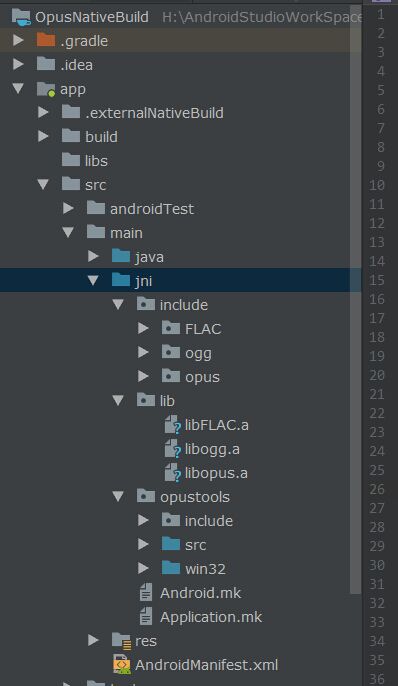 OpusNativeBuild H:\AndroidStudioWorkSpace
.gradle
.idea
app
.externalNativeBuild
build
libs
src
androidTest
main
java
jni
include
FLAC
ogg
opus
lib
libFLAC.a
libogg.a
libopus.a
opustools
include
src
win32
Android.mk
Application.mk
res
AndroidManifest.xml
1
2
3
4
5
6
7
8
9
10
11
12
13
14
15
16
17
18
19
20
21
22
23
24
25
26
27
28
29
30
31
32
33
34
35
36